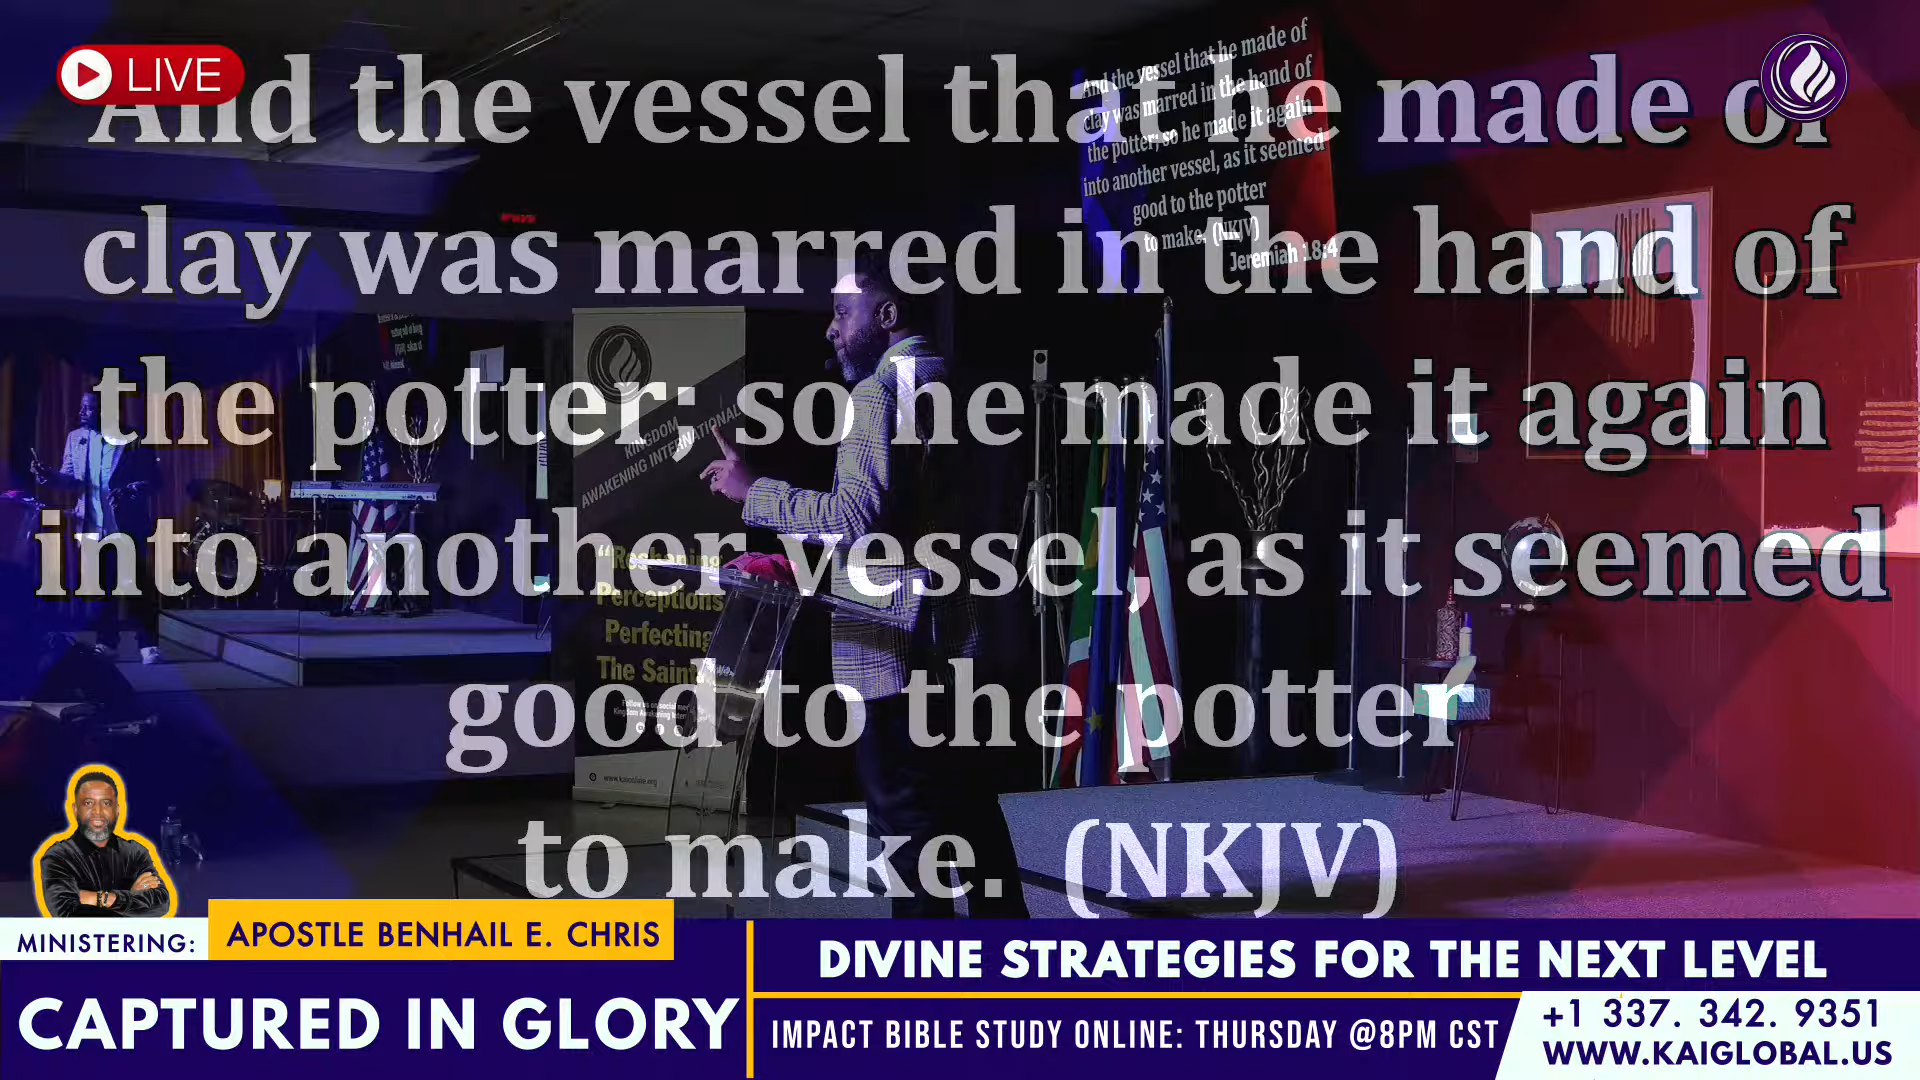 LIVE
And the vessel that he made of
clay was marred in the hand of
the potter; so he made it again
into another vessel, as it seemed
good to the potter
to make. (NKJV)
And the vessel that he made of
clay was marred in the hand of
the potter; so he made it again
into another vessel, as it seemed
good to the potter
to make. (NKJV)
Jeremiah 18:4
KINGDOM
AWAKENING INTERNATIONAL
"Reshaping
Perceptions
Perfecting
The Saint
MINISTERING:
APOSTLE BENHAIL E. CHRIS
CAPTURED IN GLORY
DIVINE STRATEGIES FOR THE NEXT LEVEL
IMPACT BIBLE STUDY ONLINE: THURSDAY @8PM CST
+1 337. 342. 9351
WWW.KAIGLOBAL.US